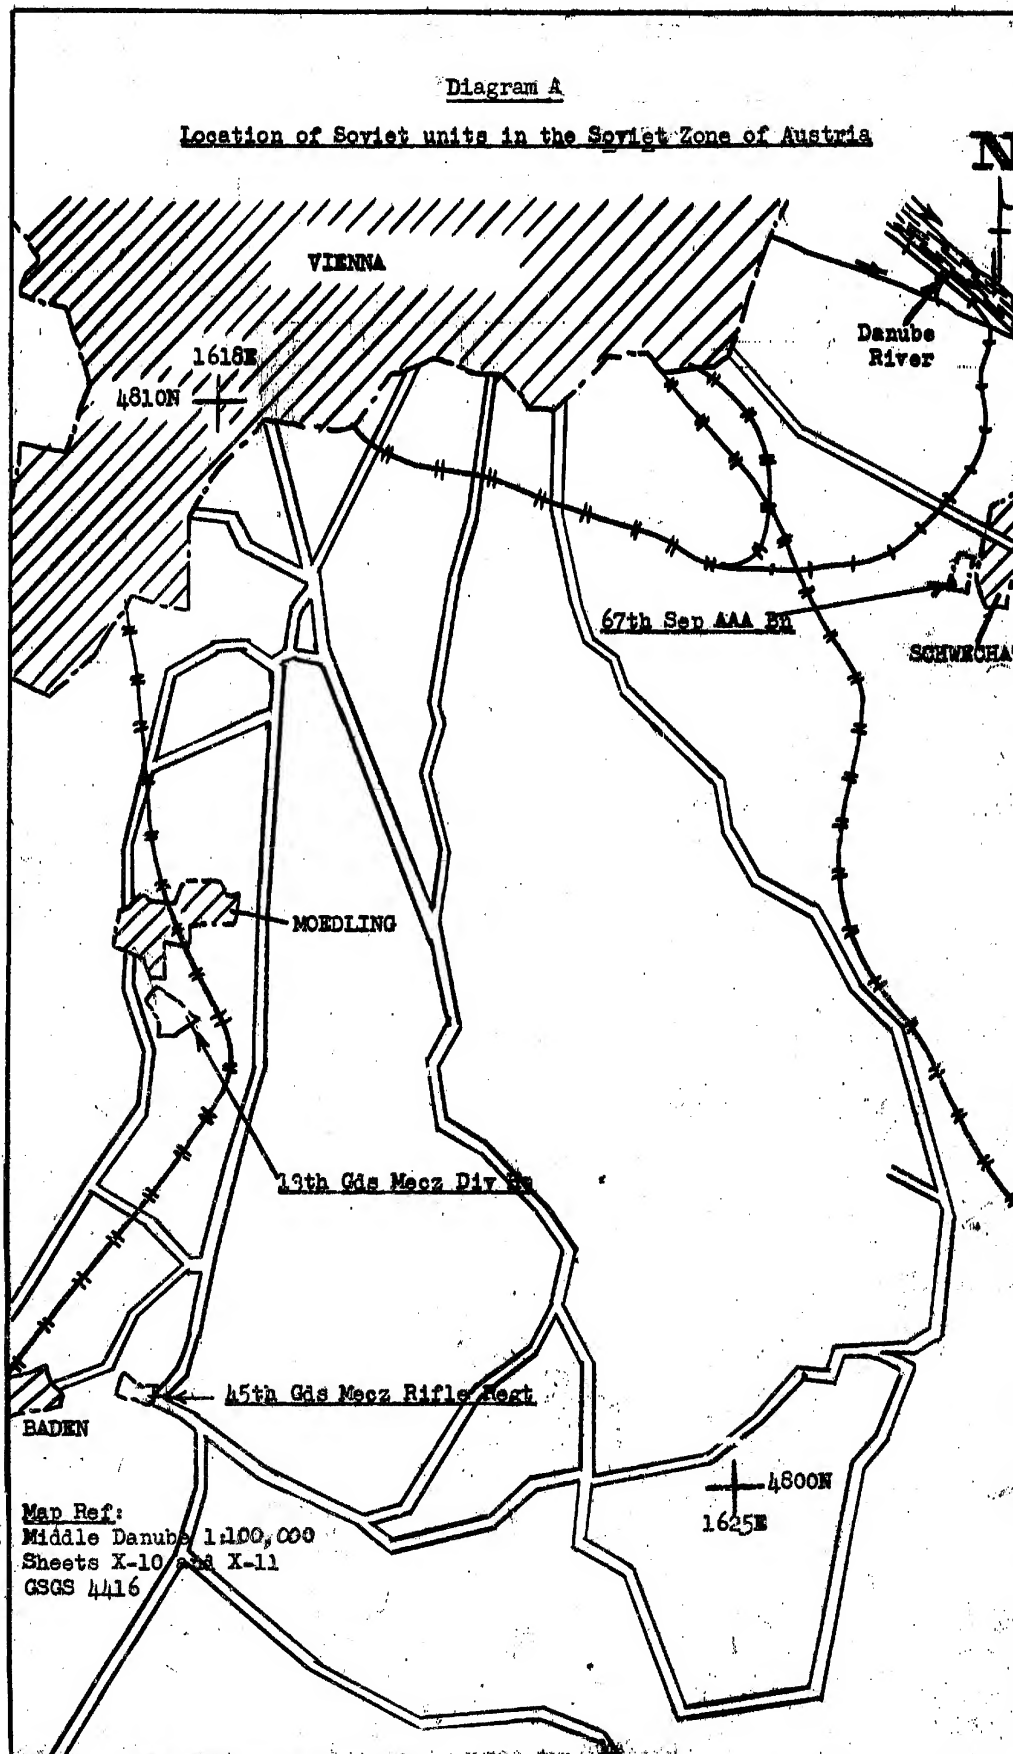 Diagram A
Location of Soviet units in the Soviet Zone of Austria
N
VIENNA
1618E
4810N
Danube
River
67th Sep AAA Bn
SCHWECHAT
MOEDLING
Gds Mecz Div
45th Gds Mecz Rifle Regt
BADEN
4800N
1625E
Map Ref:
Middle Danube 1:100,000
Sheets X-10 and X-11
GSGS 4416